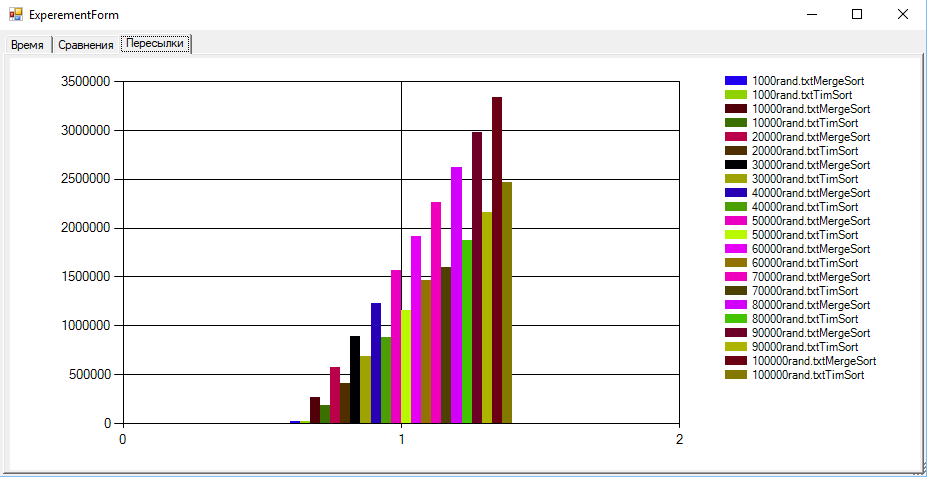 ExperementForm
Время Сравнения Пересылки
3500000
3000000
2500000
2000000
1500000
1000000
500000
0
0 1 2
1000rand.txtMergeSort
1000rand.txtTimSort
10000rand.txtMergeSort
10000rand.txtTimSort
20000rand.txtMergeSort
20000rand.txtTimSort
30000rand.txtMergeSort
30000rand.txtTimSort
40000rand.txtMergeSort
40000rand.txtTimSort
50000rand.txtMergeSort
50000rand.txtTimSort
60000rand.txtMergeSort
60000rand.txtTimSort
70000rand.txtMergeSort
70000rand.txtTimSort
80000rand.txtMergeSort
80000rand.txtTimSort
90000rand.txtMergeSort
90000rand.txtTimSort
100000rand.txtMergeSort
100000rand.txtTimSort